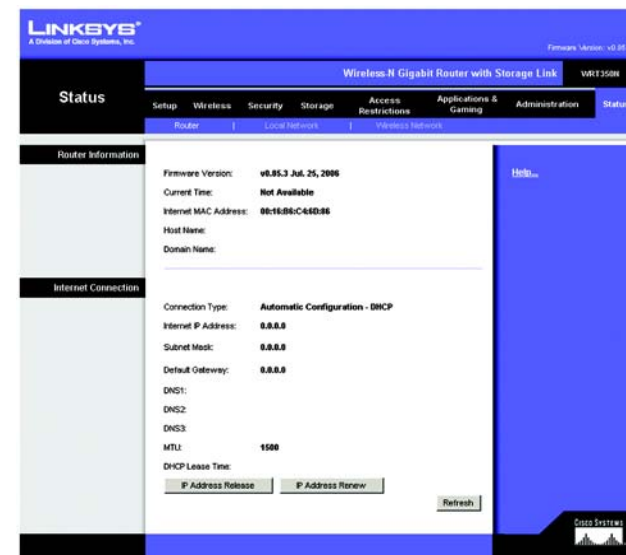 LINKSYS®
A Division of Cisco Systems, Inc.
Firmware Version: v0.85
Wireless-N Gigabit Router with Storage Link WRT350N
Status
Setup Wireless Security Storage Access Restrictions Applications & Gaming Administration Status
Router | Local Network | Wireless Network
Router Information
Firmware Version: v0.85.3 Jul. 25, 2006
Help...
Current Time: Not Available
Internet MAC Address: 00:16:B6:C4:6D:86
Host Name:
Domain Name:
Internet Connection
Connection Type: Automatic Configuration - DHCP
Internet IP Address: 0.0.0.0
Subnet Mask: 0.0.0.0
Default Gateway: 0.0.0.0
DNS1:
DNS2:
DNS3:
MTU: 1500
DHCP Lease Time:
IP Address Release IP Address Renew
Refresh
CISCO SYSTEMS